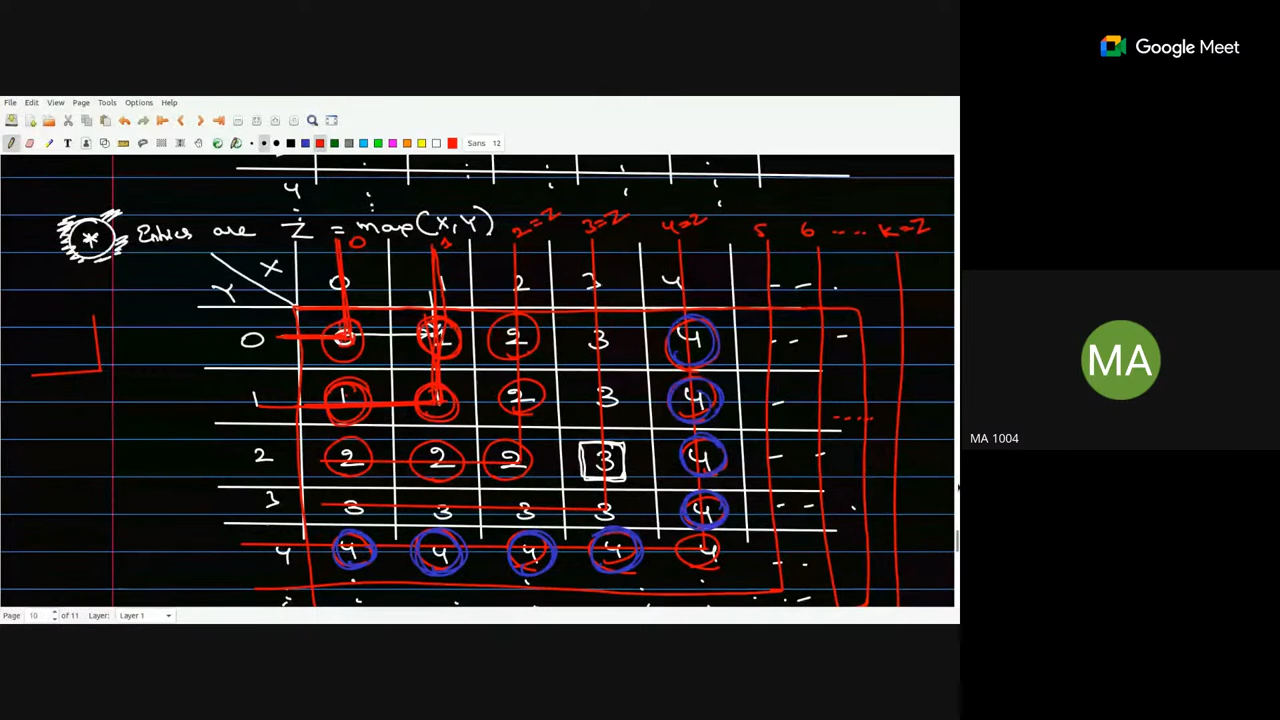 Google Meet
File Edit View Page Tools Options Help
T Sans 12
4
* Entries are Z = max(X,Y) 0 1 2=Z 3=Z 4=Z 5 6 .... k=Z
X 0 1 2 3 4 - - .
Y
0 0 1 2 3 4 - - -
1 1 1 2 3 4 -
.....
2 2 2 2 3 4 - -
MA
MA 1004
3 3 3 3 3 4 - - .
4 4 4 4 4 4 - -
Page 10 of 11 Layer: Layer 1